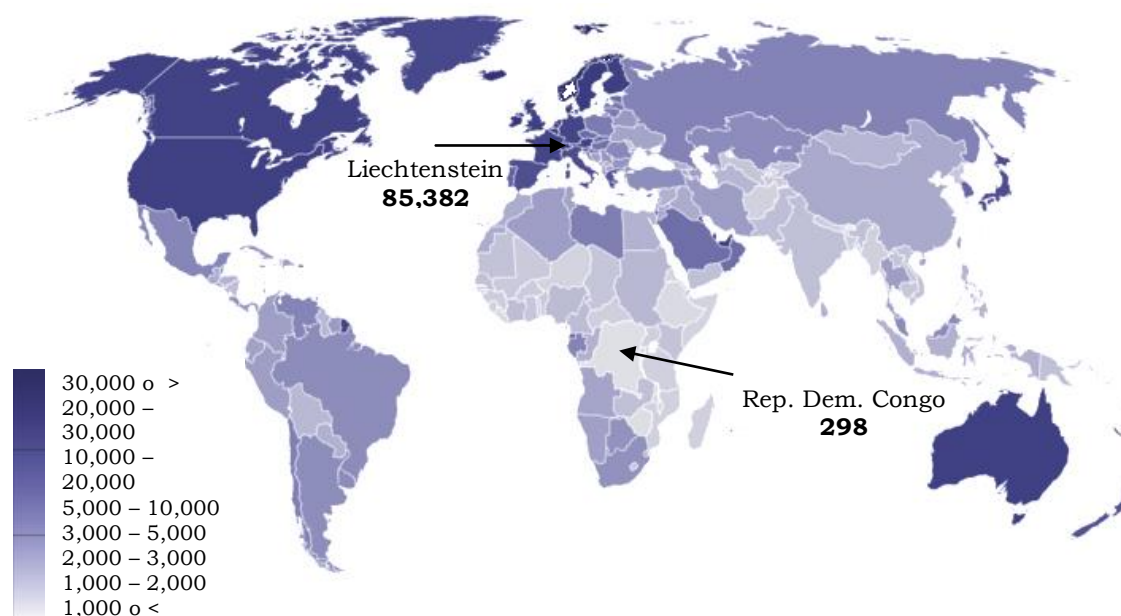 Liechtenstein
85,382
Rep. Dem. Congo
298
30,000 o >
20,000 –
30,000
10,000 –
20,000
5,000 – 10,000
3,000 – 5,000
2,000 – 3,000
1,000 – 2,000
1,000 o <